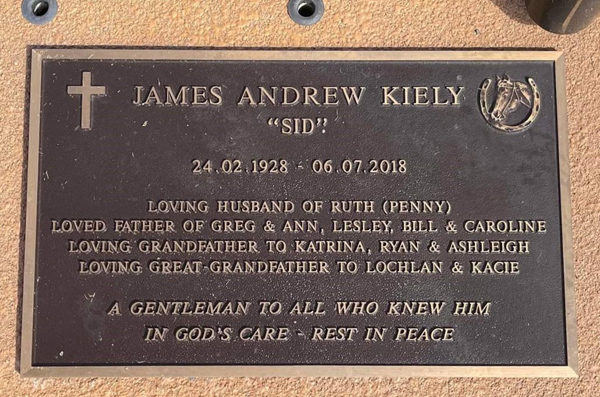 JAMES ANDREW KIELY
"SID"
24.02.1928 - 06.07.2018
LOVING HUSBAND OF RUTH (PENNY)
LOVED FATHER OF GREG & ANN, LESLEY, BILL & CAROLINE
LOVING GRANDFATHER TO KATRINA, RYAN & ASHLEIGH
LOVING GREAT-GRANDFATHER TO LOCHLAN & KACIE
A GENTLEMAN TO ALL WHO KNEW HIM
IN GOD'S CARE - REST IN PEACE